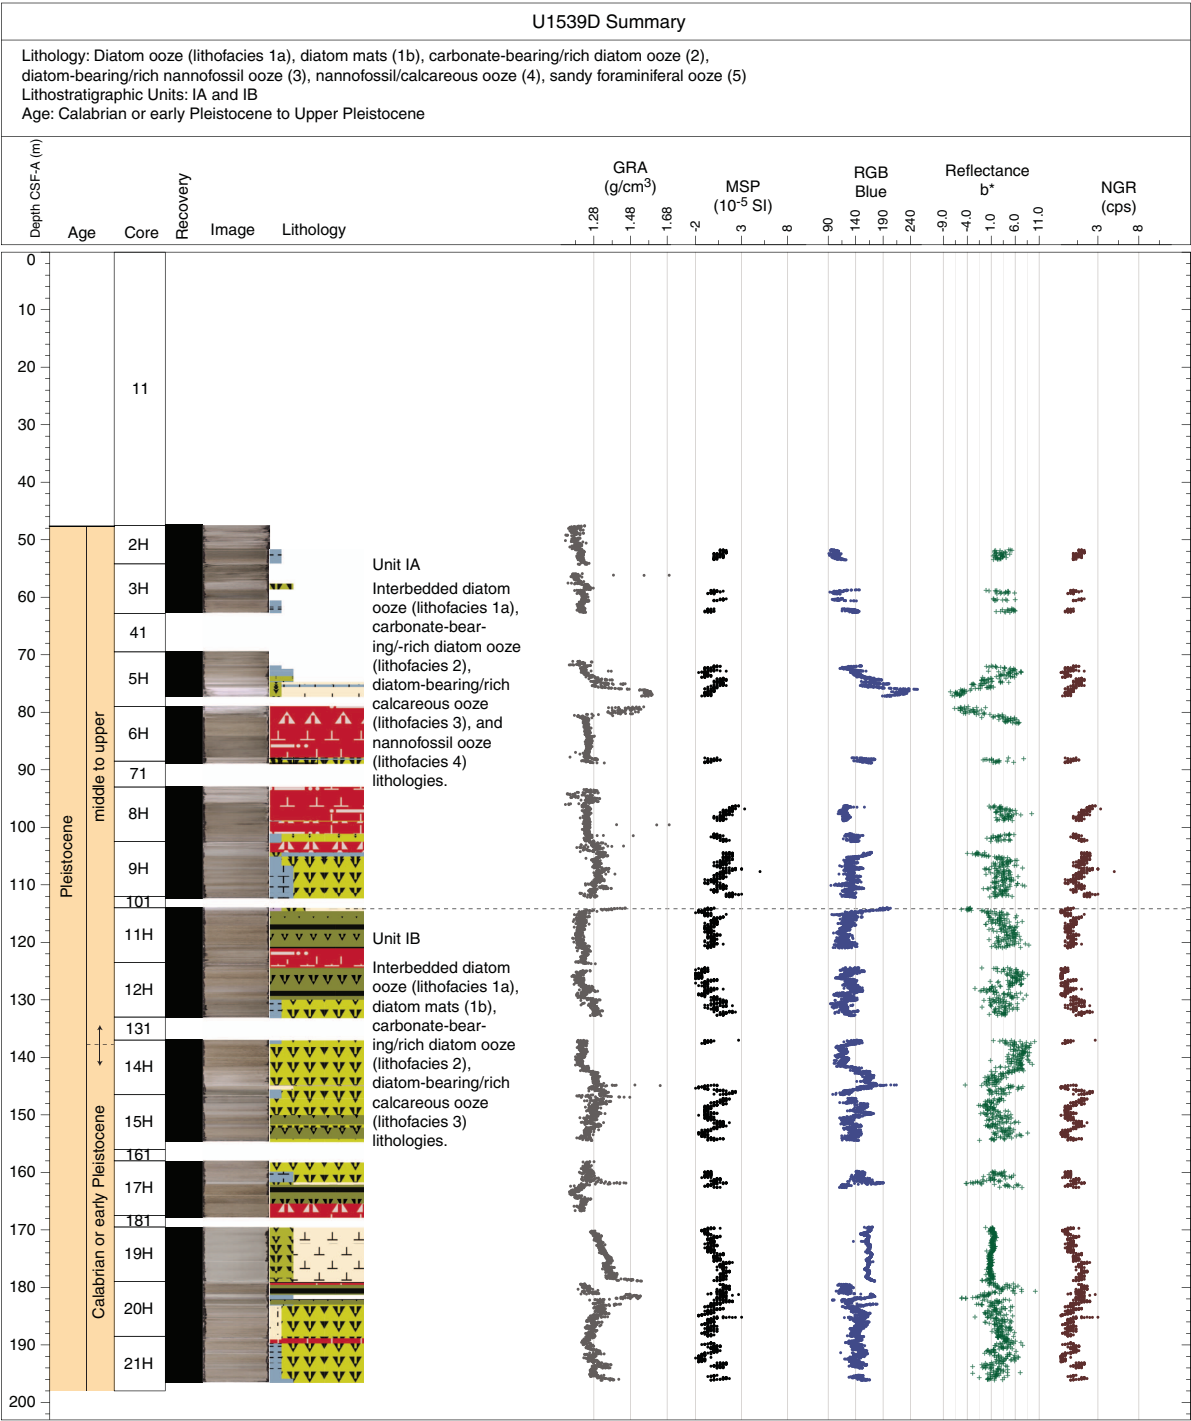 U1539D Summary
Lithology: Diatom ooze (lithofacies 1a), diatom mats (1b), carbonate-bearing/rich diatom ooze (2),
diatom-bearing/rich nannofossil ooze (3), nannofossil/calcareous ooze (4), sandy foraminiferal ooze (5)
Lithostratigraphic Units: IA and IB
Age: Calabrian or early Pleistocene to Upper Pleistocene
Depth CSF-A (m)
Age
Core
Recovery
Image
Lithology
GRA
(g/cm³)
1.28 1.48 1.68
MSP
(10⁻⁵ SI)
-2 3 8
RGB
Blue
90 140 190 240
Reflectance
b*
-9.0 -4.0 1.0 6.0 11.0
NGR
(cps)
3 8
0
10
20
30
40
50
60
70
80
90
100
110
120
130
140
150
160
170
180
190
200
Pleistocene
middle to upper
Calabrian or early Pleistocene
11
2H
3H
41
5H
6H
71
8H
9H
101
11H
12H
131
14H
15H
161
17H
181
19H
20H
21H
Unit IA
Interbedded diatom
ooze (lithofacies 1a),
carbonate-bear-
ing/-rich diatom ooze
(lithofacies 2),
diatom-bearing/rich
calcareous ooze
(lithofacies 3), and
nannofossil ooze
(lithofacies 4)
lithologies.
Unit IB
Interbedded diatom
ooze (lithofacies 1a),
diatom mats (1b),
carbonate-bear-
ing/rich diatom ooze
(lithofacies 2),
diatom-bearing/rich
calcareous ooze
(lithofacies 3)
lithologies.